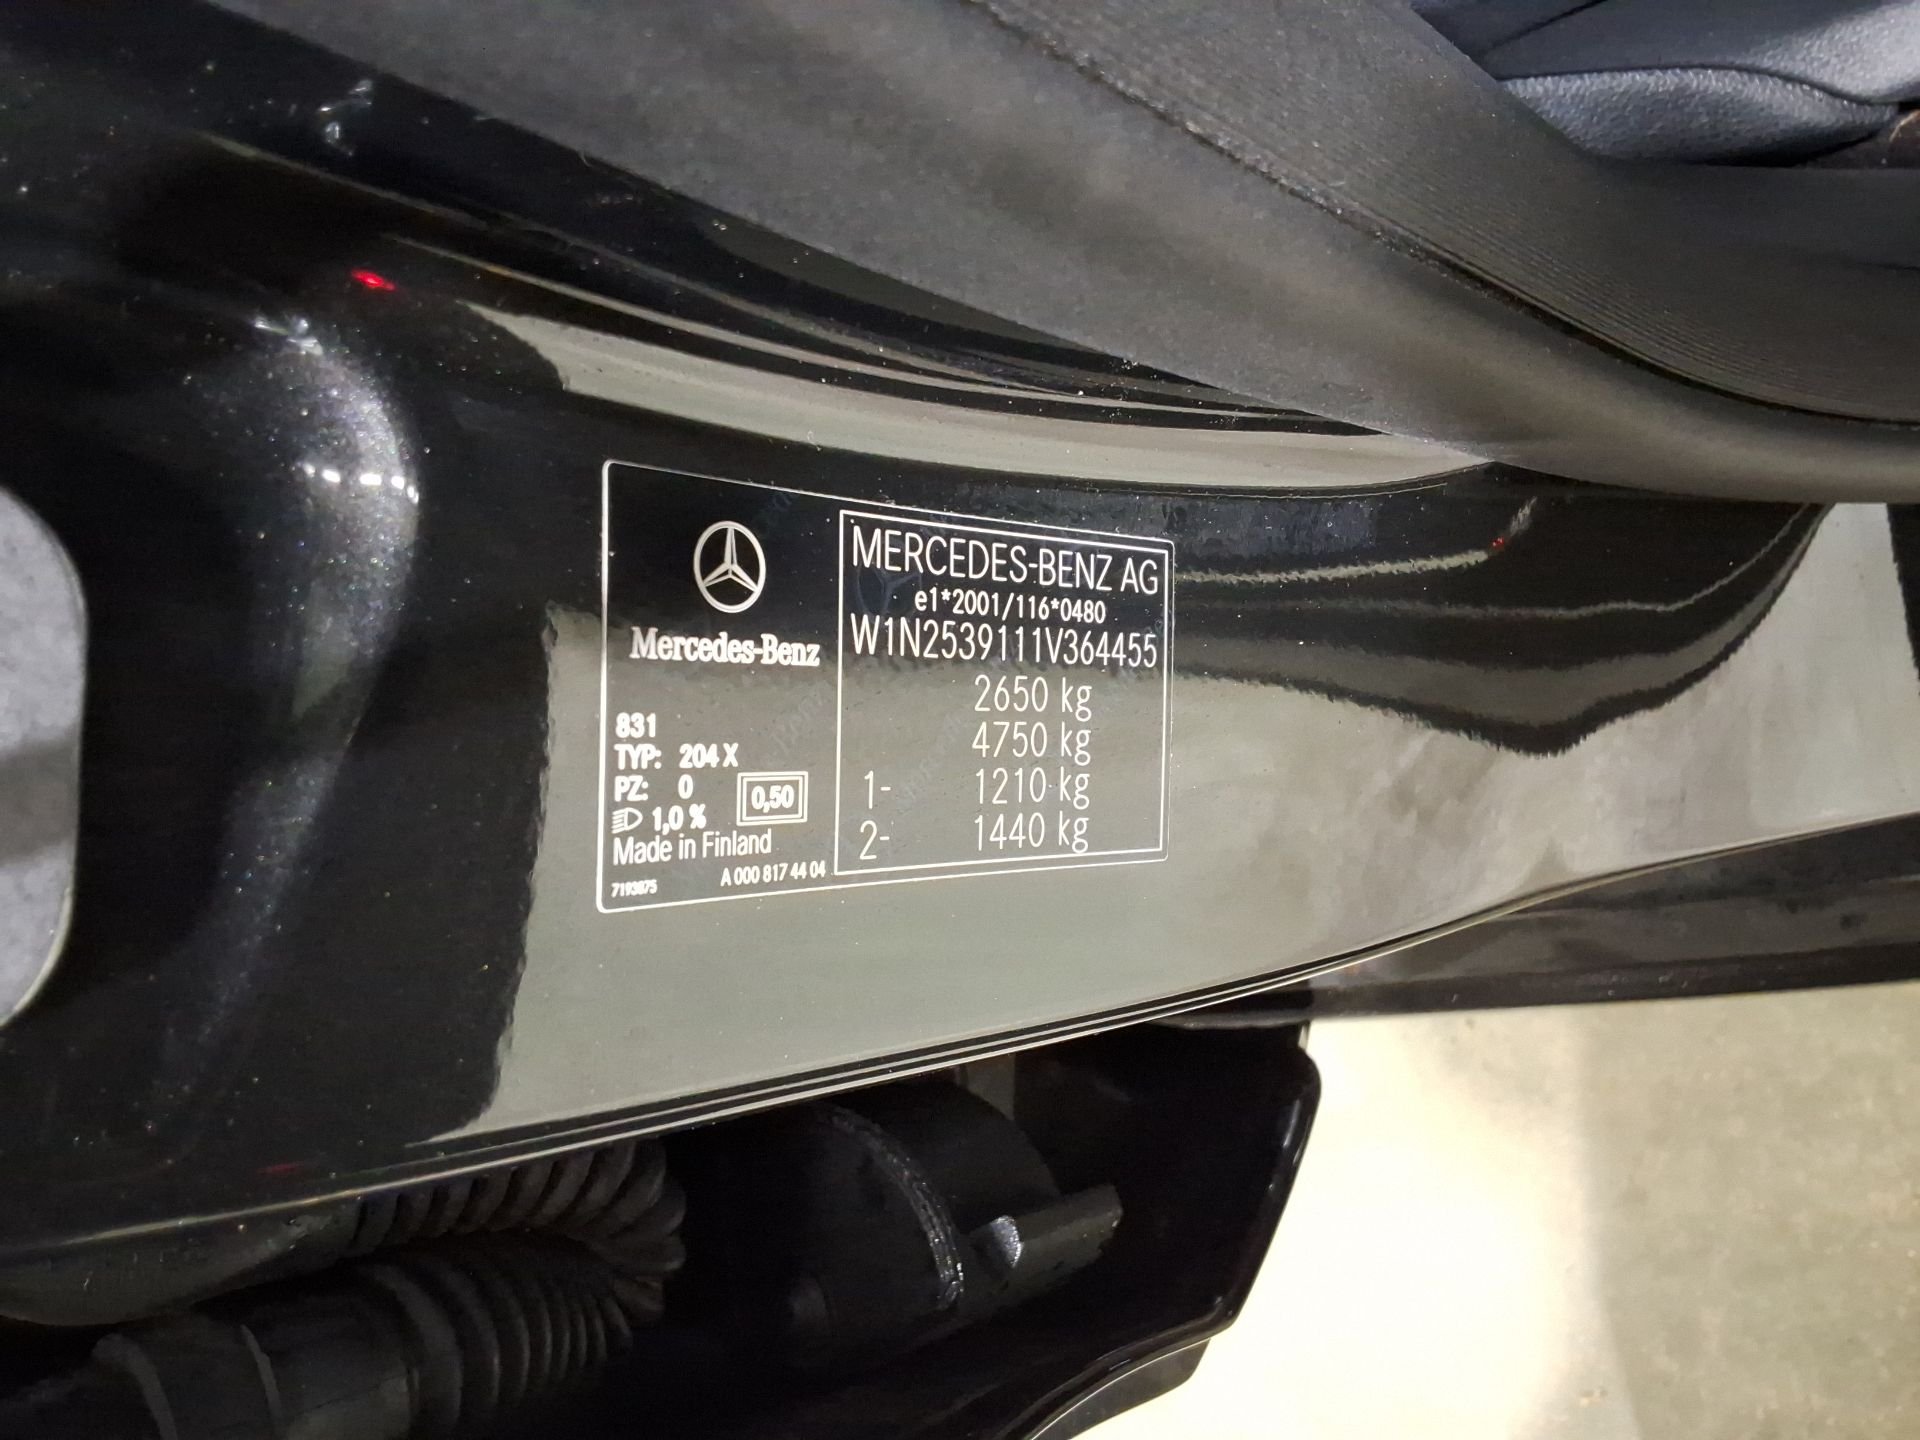 Mercedes-Benz
831
TYP: 204 X
PZ: 0
1,0 %
0,50
Made in Finland
7193875
A 000 817 44 04
MERCEDES-BENZ AG
e1*2001/116*0480
W1N2539111V364455
2650 kg
4750 kg
1- 1210 kg
2- 1440 kg